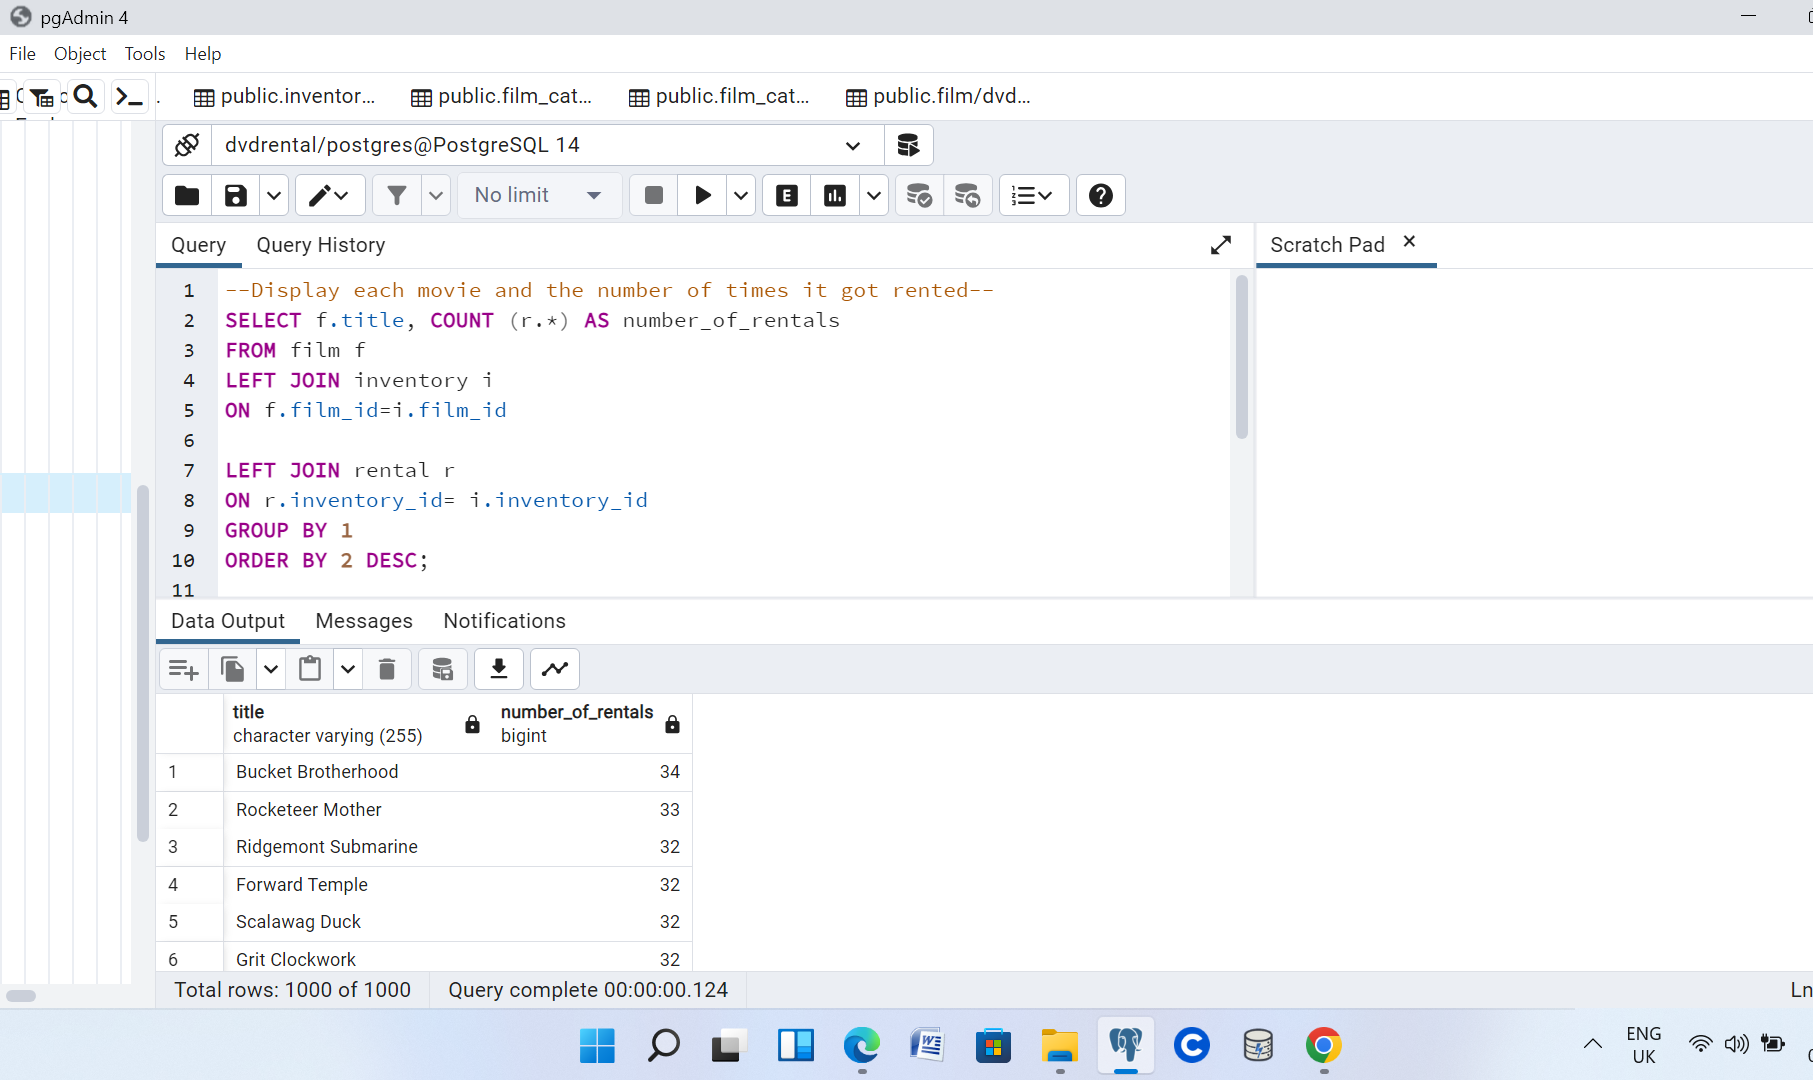 pgAdmin 4
File Object Tools Help
public.inventor... public.film_cat... public.film_cat... public.film/dvd...
dvdrental/postgres@PostgreSQL 14
No limit
E
Query Query History Scratch Pad
1 --Display each movie and the number of times it got rented--
2 SELECT f.title, COUNT (r.*) AS number_of_rentals
3 FROM film f
4 LEFT JOIN inventory i
5 ON f.film_id=i.film_id
6
7 LEFT JOIN rental r
8 ON r.inventory_id= i.inventory_id
9 GROUP BY 1
10 ORDER BY 2 DESC;
11
Data Output Messages Notifications
title number_of_rentals
character varying (255) bigint
1 Bucket Brotherhood 34
2 Rocketeer Mother 33
3 Ridgemont Submarine 32
4 Forward Temple 32
5 Scalawag Duck 32
6 Grit Clockwork 32
Total rows: 1000 of 1000 Query complete 00:00:00.124 Ln
ENG
UK